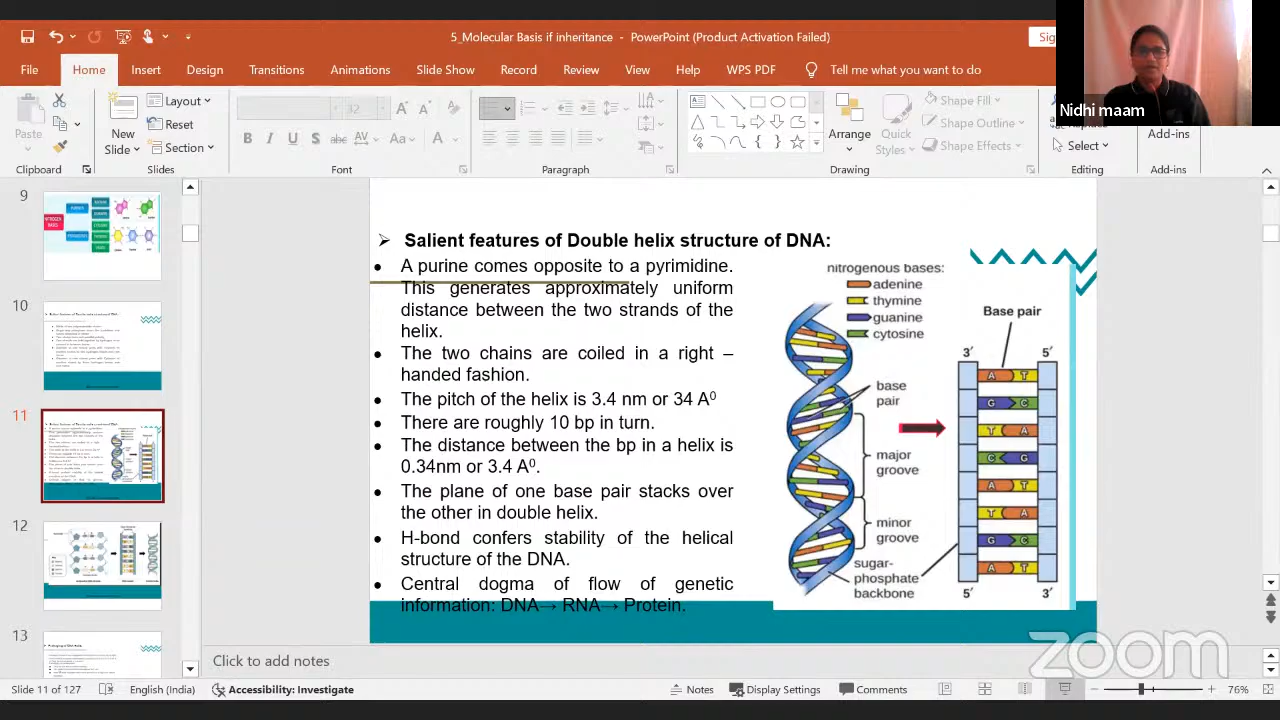 5_Molecular Basis if inheritance - PowerPoint (Product Activation Failed)
Sig
File Home Insert Design Transitions Animations Slide Show Record Review View Help WPS PDF Tell me what you want to do
Nidhi maam
Paste
New
Slide
Layout
Reset
Section
B I U S abc AV Aa A
Arrange
Quick
Styles
Shape Fill
Shape Outline
Shape Effects
Select
Add-ins
Clipboard Slides Font Paragraph Drawing Editing Add-ins
9
10
11
12
13
Salient features of Double helix structure of DNA:
A purine comes opposite to a pyrimidine.
This generates approximately uniform
distance between the two strands of the
helix.
The two chains are coiled in a right –
handed fashion.
The pitch of the helix is 3.4 nm or 34 A⁰
There are roughly 10 bp in turn.
The distance between the bp in a helix is
0.34nm or 3.4 A⁰.
The plane of one base pair stacks over
the other in double helix.
H-bond confers stability of the helical
structure of the DNA.
Central dogma of flow of genetic
information: DNA→ RNA→ Protein.
nitrogenous bases:
adenine
thymine
guanine
cytosine
base
pair
major
groove
minor
groove
sugar-
phosphate
backbone
Base pair
3′ 5′
A T
G C
T A
C G
A T
T A
G C
A T
5′ 3′
zoom
Click to add notes
Slide 11 of 127 English (India) Accessibility: Investigate Notes Display Settings Comments 76%